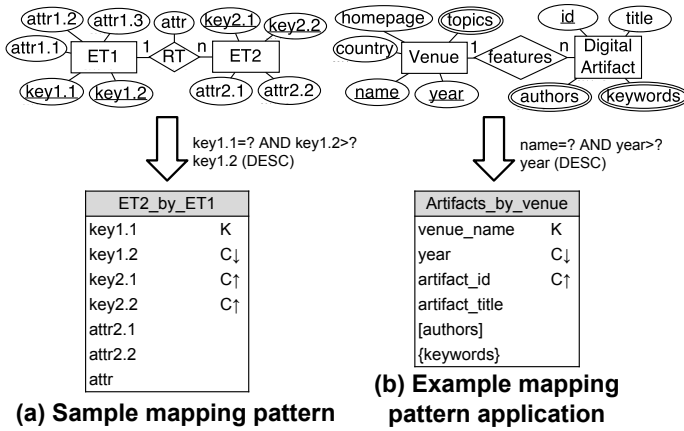 attr1.2 attr1.3 attr key2.1
key2.2
attr1.1 ET1 1 RT n ET2
key1.1 key1.2 attr2.1 attr2.2
key1.1=? AND key1.2>?
key1.2 (DESC)
ET2_by_ET1
key1.1 K
key1.2 C↓
key2.1 C↑
key2.2 C↑
attr2.1
attr2.2
attr
(a) Sample mapping pattern
homepage topics id title
country Venue 1 features n Digital
Artifact
name year authors keywords
name=? AND year>?
year (DESC)
Artifacts_by_venue
venue_name K
year C↓
artifact_id C↑
artifact_title
[authors]
{keywords}
(b) Example mapping
pattern application